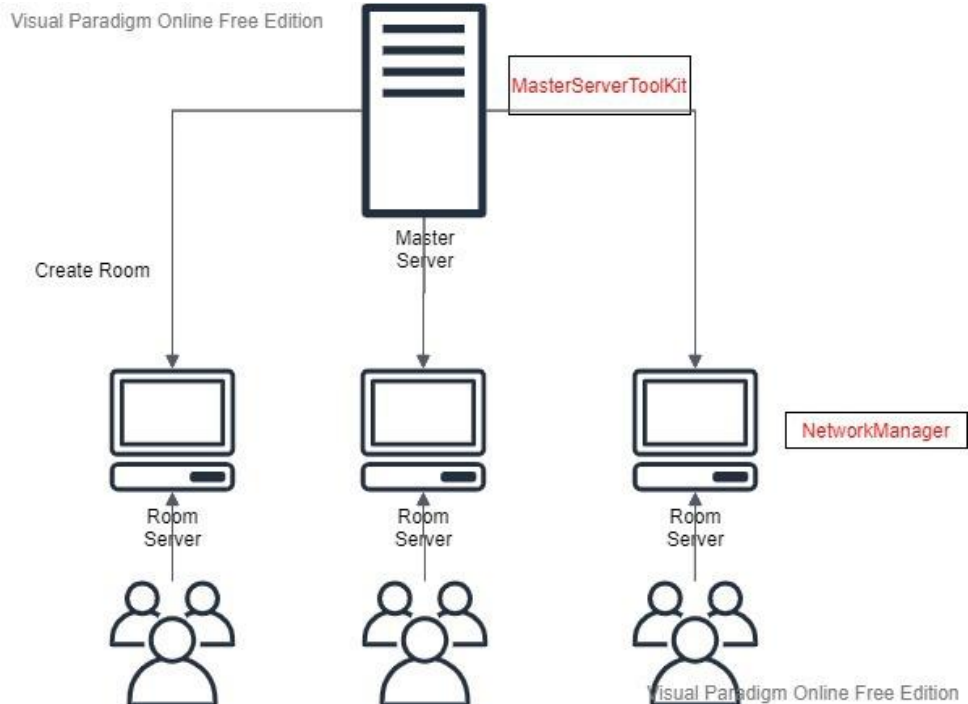 Visual Paradigm Online Free Edition
MasterServerToolKit
Master
Server
Create Room
NetworkManager
Room
Server
Room
Server
Room
Server
Visual Paradigm Online Free Edition